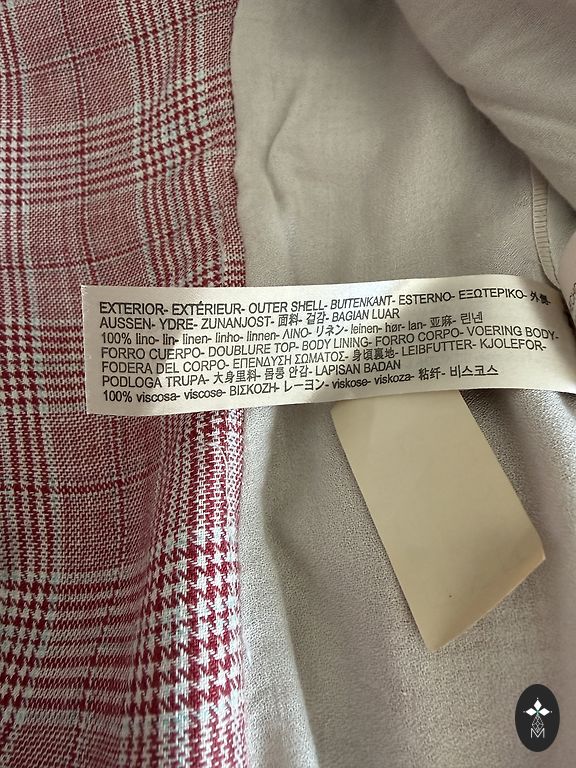 EXTERIOR- EXTÉRIEUR- OUTER SHELL- BUITENKANT- ESTERNO- ΕΞΩΤΕΡΙΚΟ- 外側
AUSSEN- YDRE- ZUNANJOST- 面料- 겉감- BAGIAN LUAR
100% lino- lin- linen- linho- linnen- ΛΙΝΟ- リネン- leinen- hør- lan- 亚麻- 린넨
FORRO CUERPO- DOUBLURE TOP- BODY LINING- FORRO CORPO- VOERING BODY-
FODERA DEL CORPO- ΕΠΕΝΔΥΣΗ ΣΩΜΑΤΟΣ- 身頃裏地- LEIBFUTTER- KJOLEFOR-
PODLOGA TRUPA- 大身里料- 몸통 안감- LAPISAN BADAN
100% viscosa- viscose- ΒΙΣΚΟΖΗ- レーヨン- viskose- viskoza- 粘纤- 비스코스
M